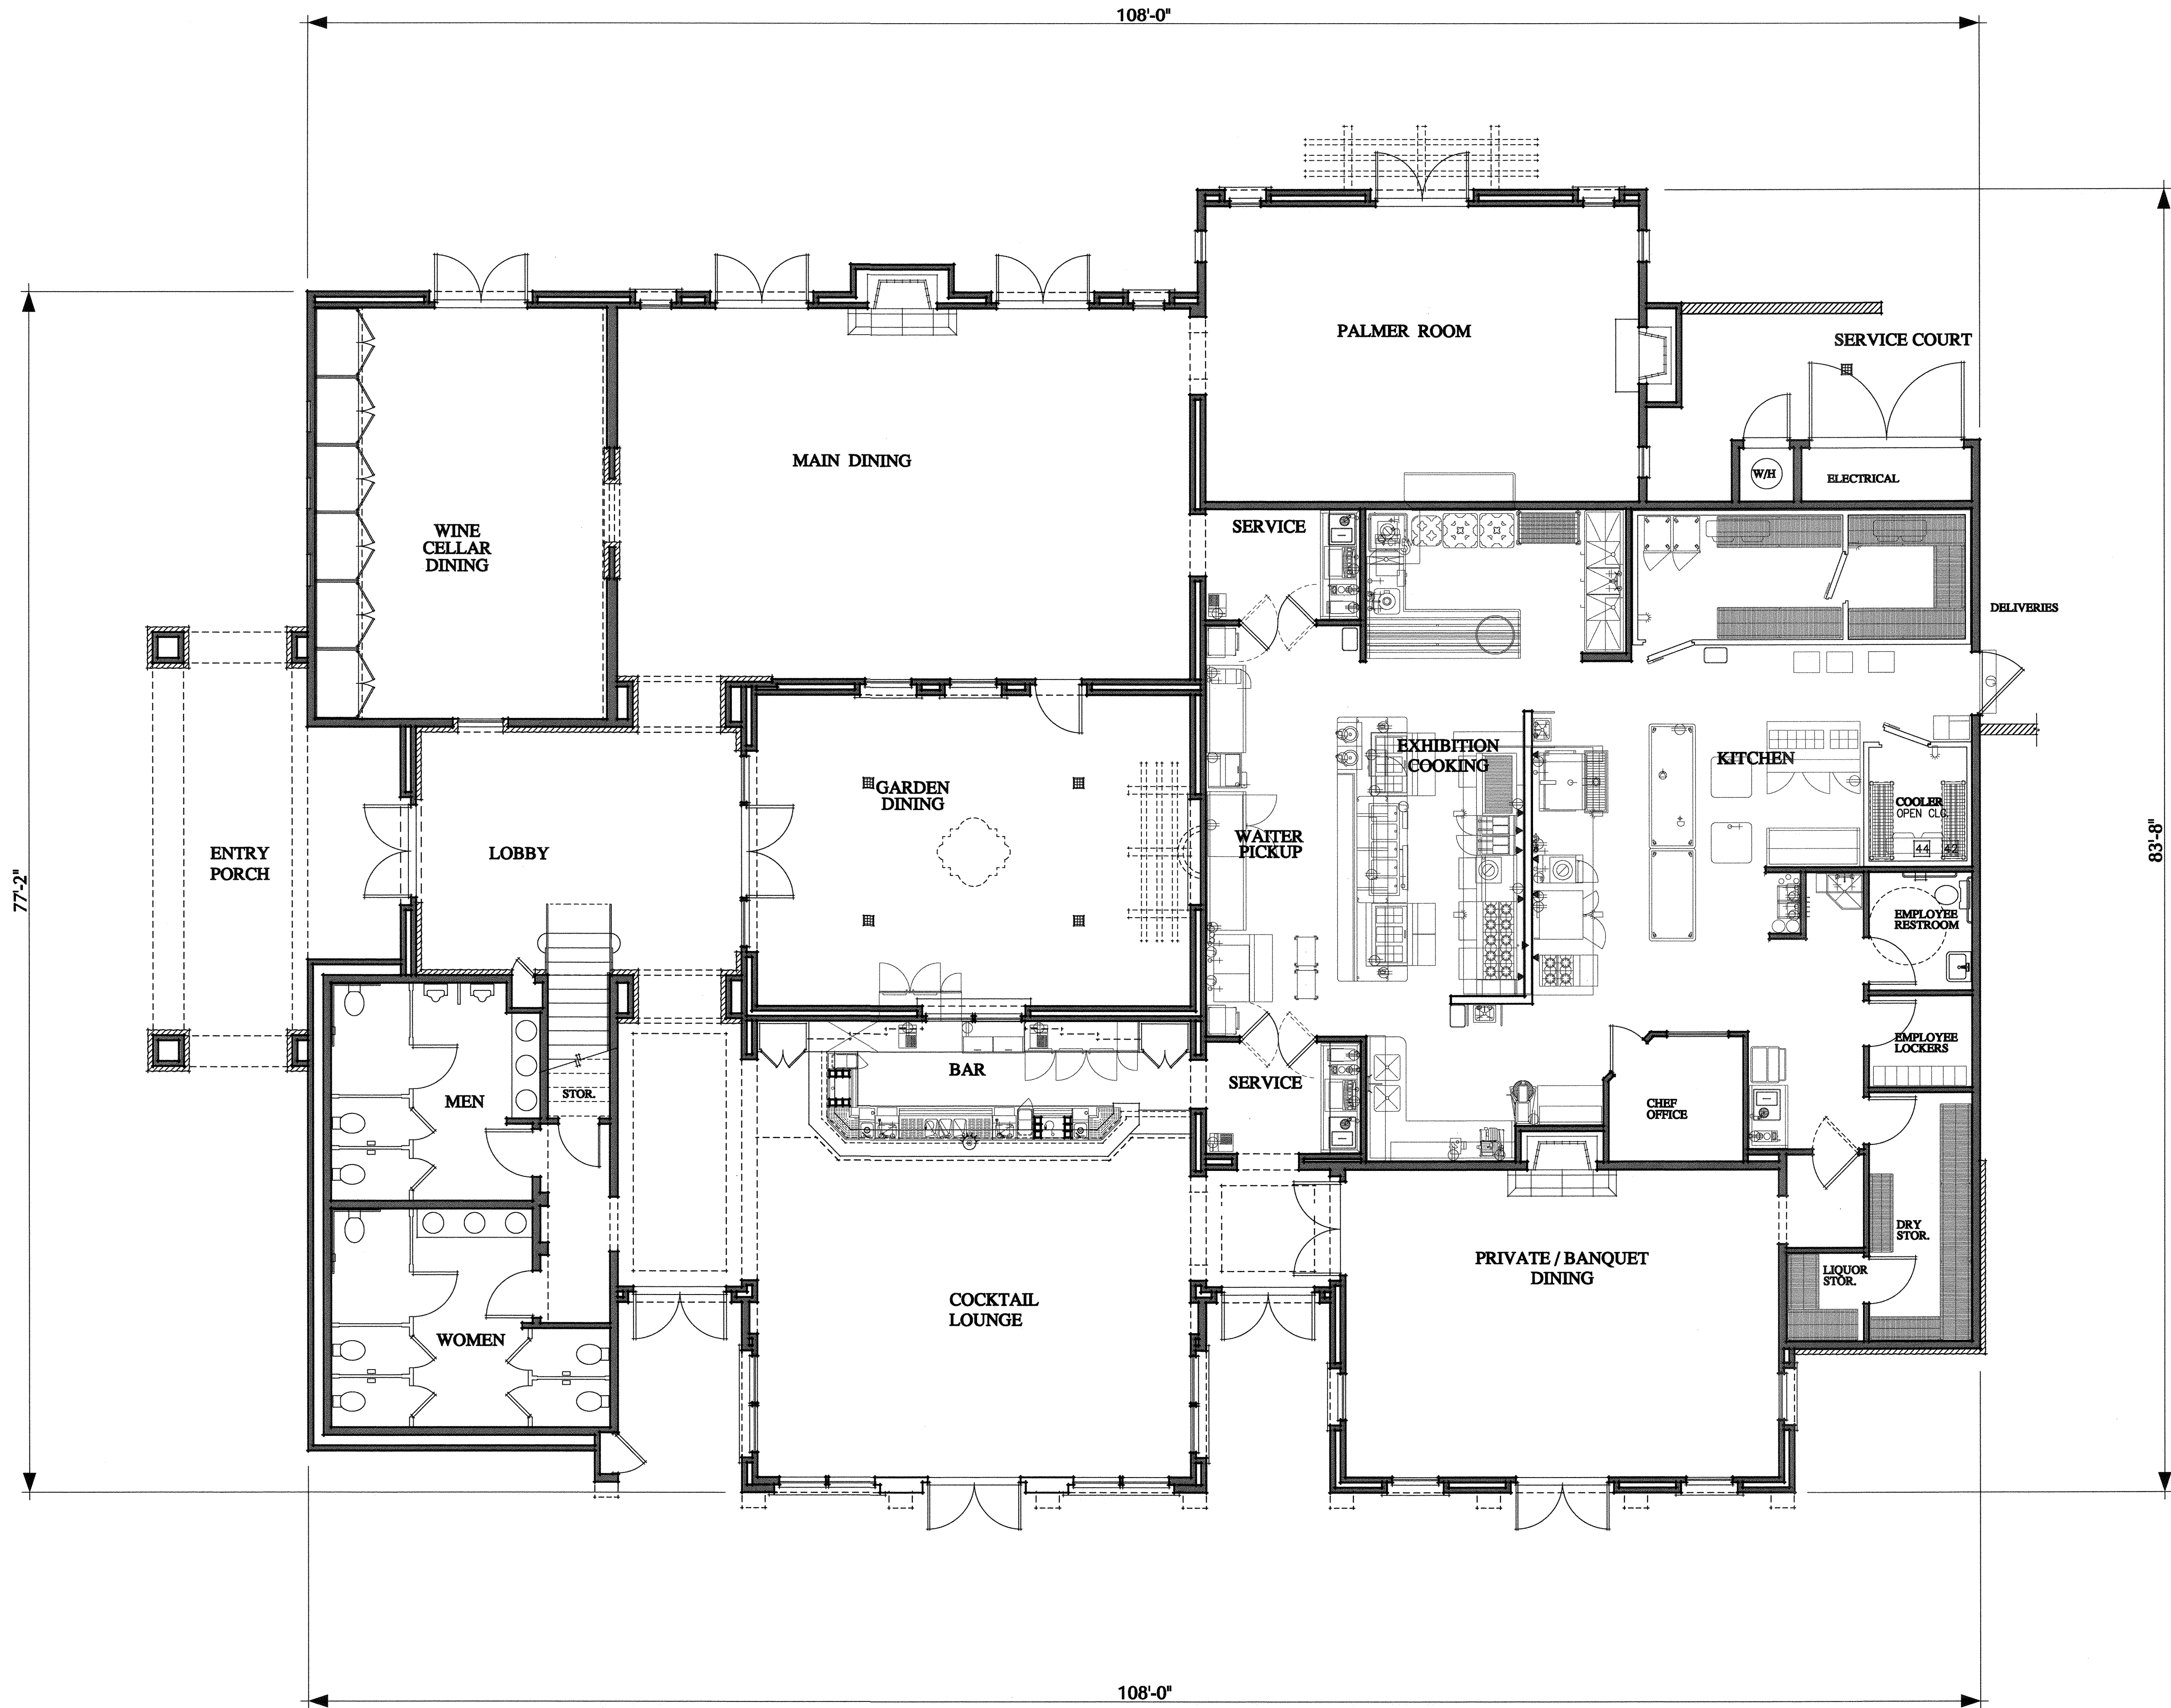 108'-0"
PALMER ROOM
SERVICE COURT
MAIN DINING
W/H
ELECTRICAL
WINE
CELLAR
DINING
SERVICE
DELIVERIES
EXHIBITION
COOKING
KITCHEN
GARDEN
DINING
COOLER
OPEN CLG.
44
42
WAITER
PICKUP
ENTRY
PORCH
LOBBY
77'-2"
83'-8"
EMPLOYEE
RESTROOM
EMPLOYEE
LOCKERS
BAR
SERVICE
STOR.
MEN
CHEF
OFFICE
DRY
STOR.
PRIVATE / BANQUET
DINING
LIQUOR
STOR.
COCKTAIL
LOUNGE
WOMEN
108'-0"